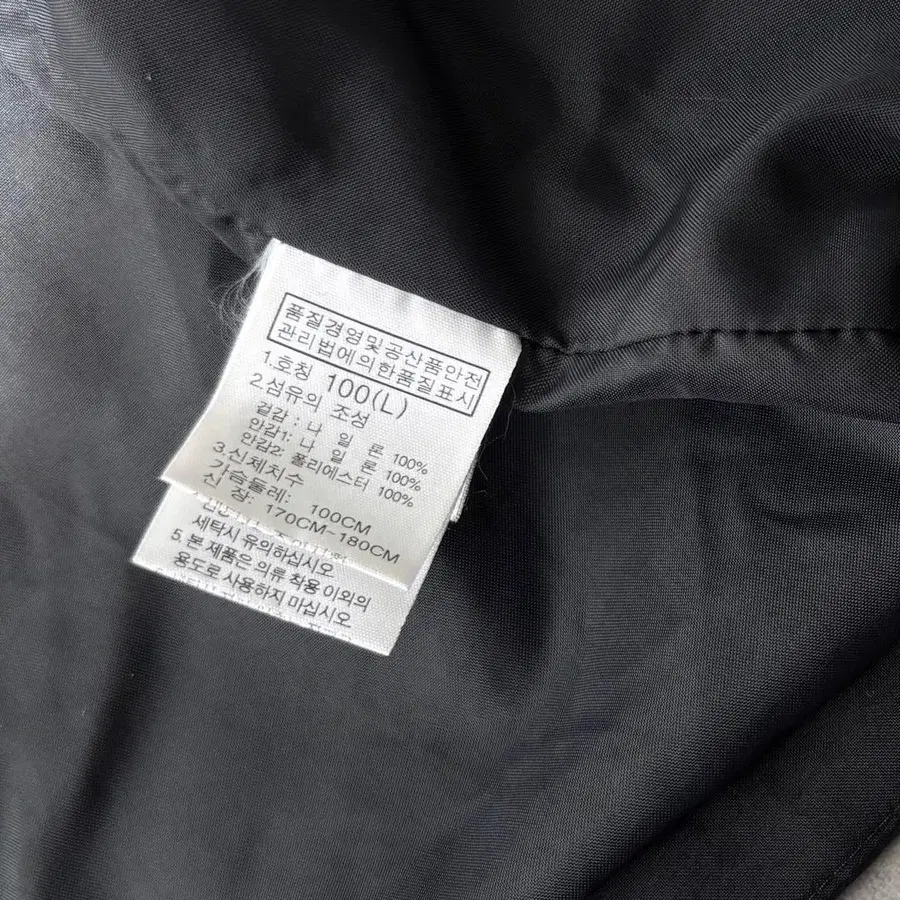 품질경영및공산품안전
관리법에의한품질표시
1.호칭 100(L)
2.섬유의 조성
겉감 : 나 일 론 100%
안감1: 나 일 론 100%
안감2: 폴리에스터 100%
3.신체치수
가슴둘레: 100CM
신 장: 170CM-180CM
세탁시 유의하십시오
5.본 제품은 의류 착용 이외의
용도로 사용하지 마십시오